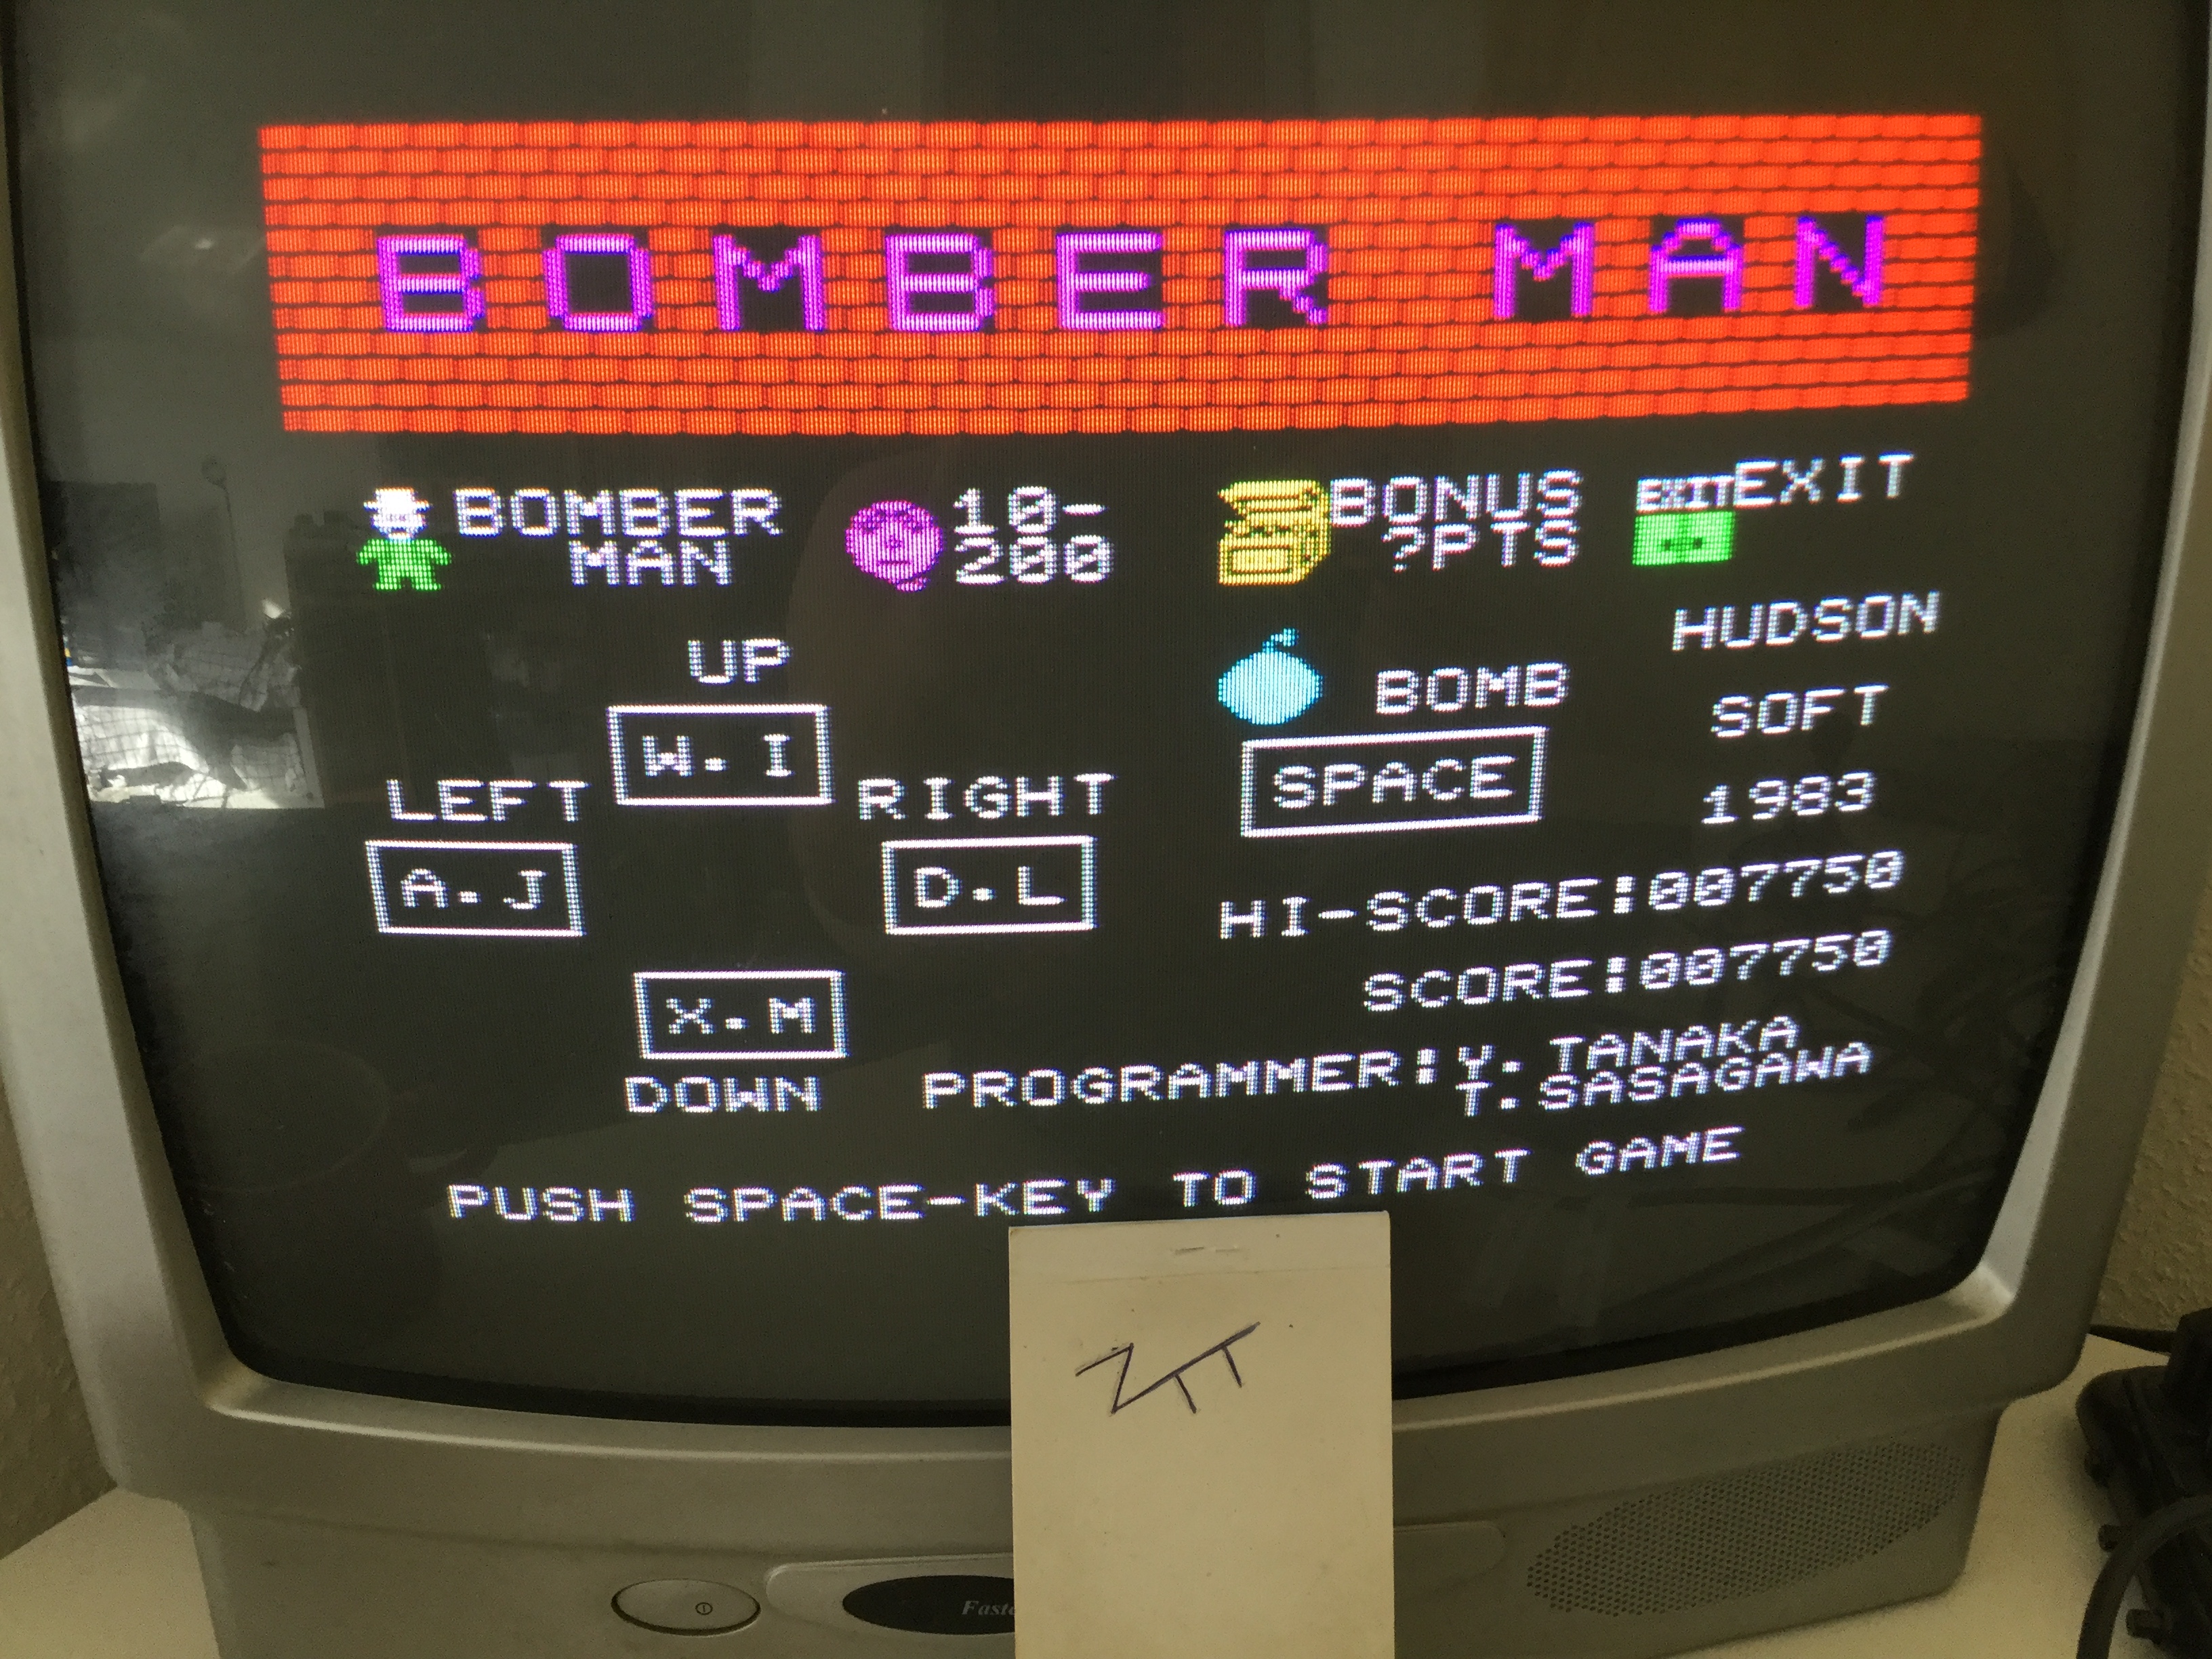 BOMBER MAN
BOMBER
MAN
10-
200
BONUS
?PTS
EXIT
EXIT
HUDSON
SOFT
1983
UP
W.I
LEFT
A.J
RIGHT
D.L
X.M
DOWN
BOMB
SPACE
HI-SCORE:007750
SCORE:007750
PROGRAMMER:Y. TANAKA
T.SASAGAWA
PUSH SPACE-KEY TO START GAME